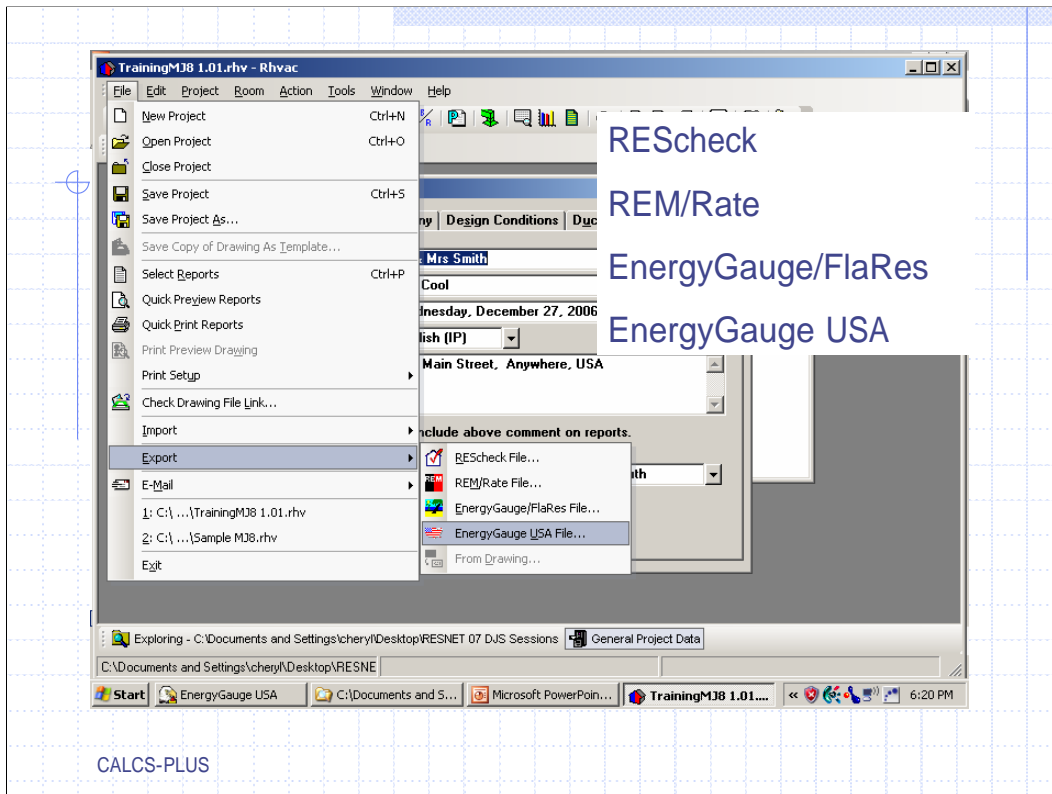 TrainingMJ8 1.01.rhv - Rhvac
File Edit Project Room Action Tools Window Help
New Project Ctrl+N
Open Project Ctrl+O
Close Project
Save Project Ctrl+S
Save Project As...
Save Copy of Drawing As Template...
Select Reports Ctrl+P
Quick Preview Reports
Quick Print Reports
Print Preview Drawing
Print Setup
Check Drawing File Link...
Import
Export
E-Mail
1: C:\ ...\TrainingMJ8 1.01.rhv
2: C:\ ...\Sample MJ8.rhv
Exit
Design Conditions
Mrs Smith
Cool
December 27, 2006
(IP)
Main Street, Anywhere, USA
above comment on reports.
REScheck File...
REM/Rate File...
EnergyGauge/FlaRes File...
EnergyGauge USA File...
From Drawing...
REScheck
REM/Rate
EnergyGauge/FlaRes
EnergyGauge USA
Exploring - C:\Documents and Settings\cheryl\Desktop\RESNET 07 DJS Sessions General Project Data
C:\Documents and Settings\cheryl\Desktop\RESNE
Start EnergyGauge USA C:\Documents and S... Microsoft PowerPoin... TrainingMJ8 1.01.... « 6:20 PM
CALCS-PLUS